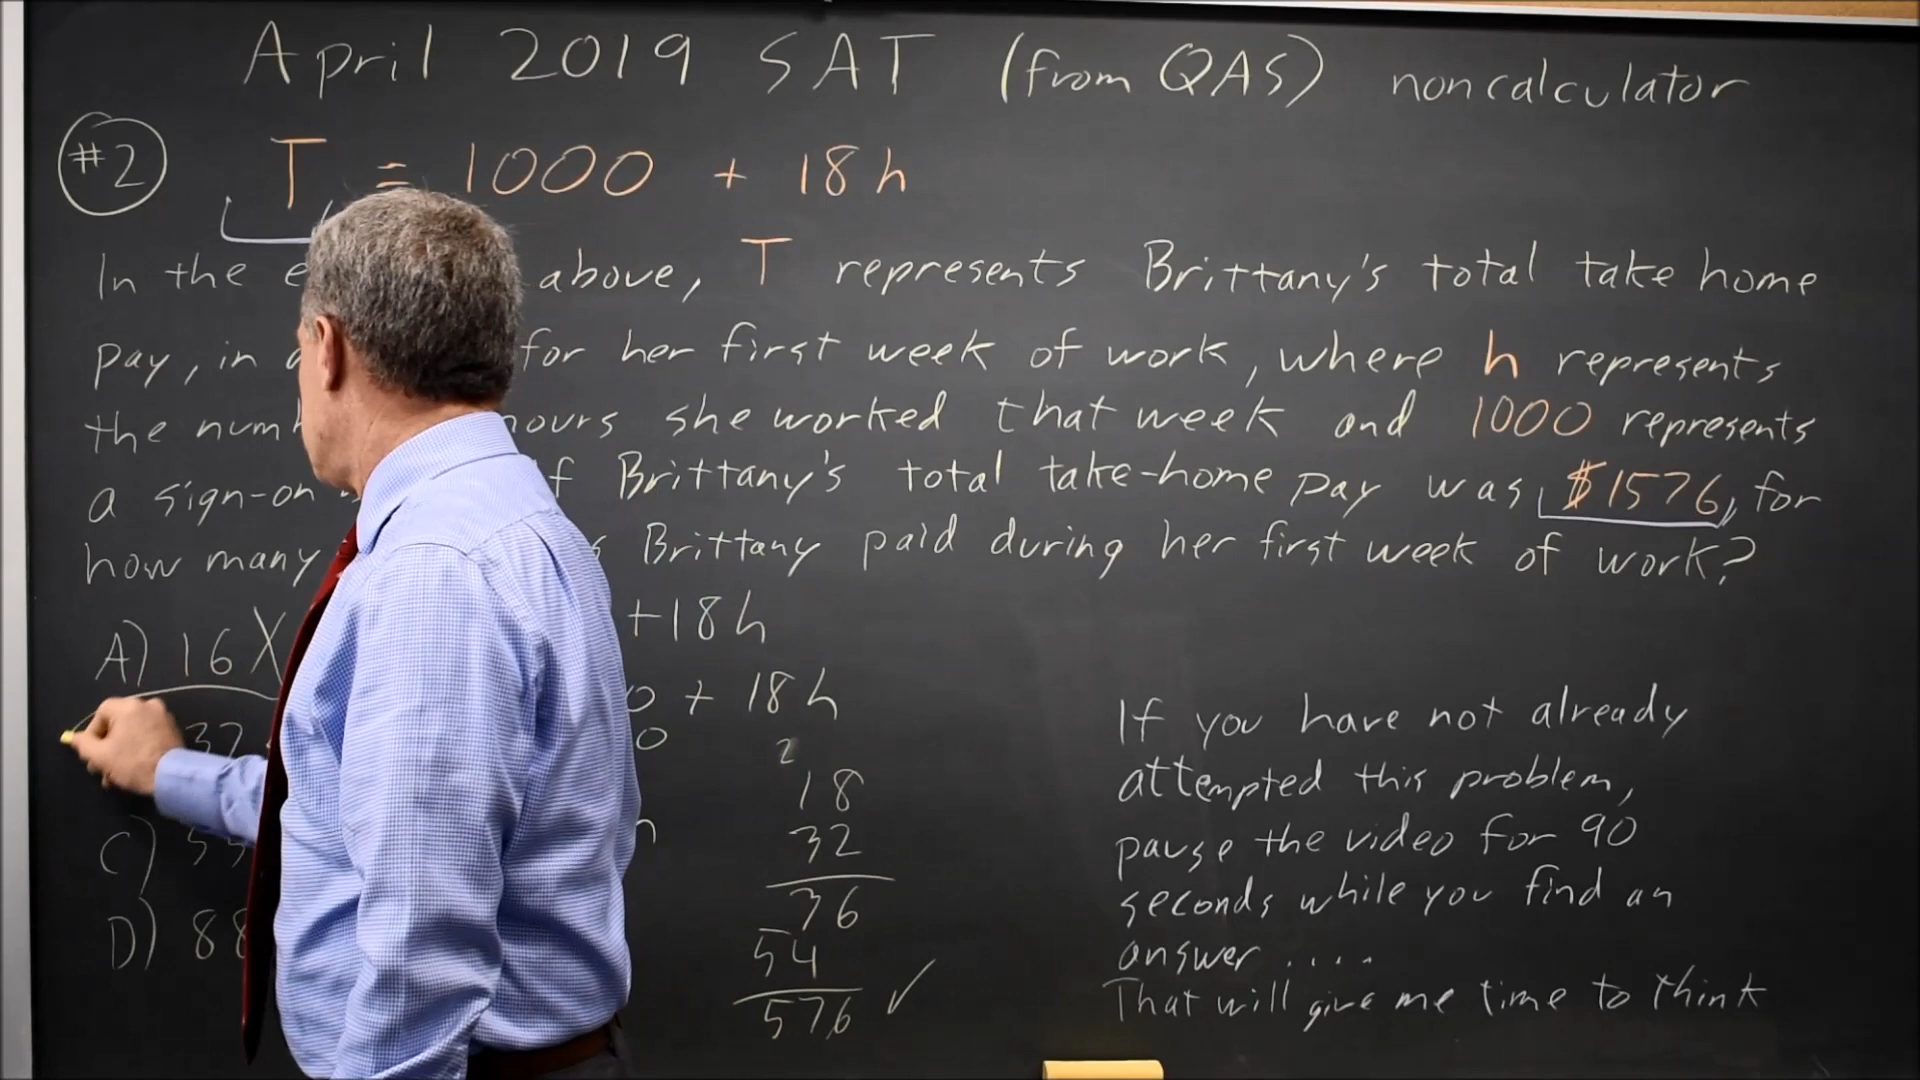 April 2019 SAT (from QAS) noncalculator
#2 T = 1000 + 18h
In the above, T represents Brittany's total take home
pay, in for her first week of work, where h represents
the she worked that week and 1000 represents
a sign-on Brittany's total take-home pay was $1576, for
how many Brittany paid during her first week of work?
A) 16 X +18h
+ 18h
32
2
18
C)
32
D) 88
36
54
576 ✓
If you have not already
attempted this problem,
pause the video for 90
seconds while you find an
answer ....
That will give me time to think